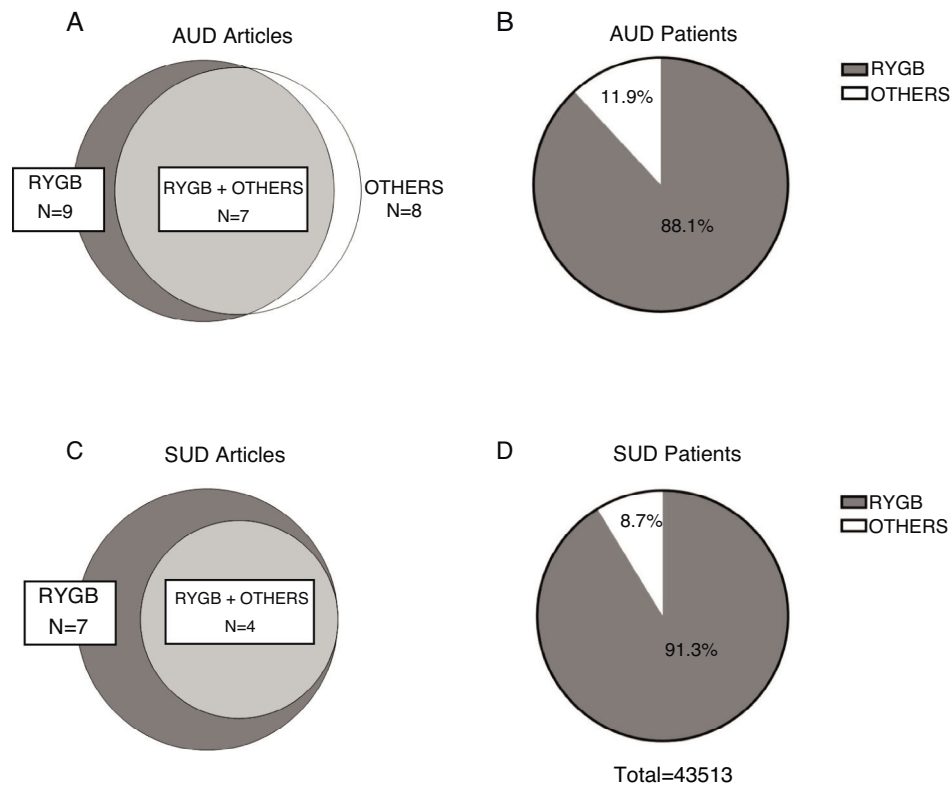 A
AUD Articles
RYGB
N=9
RYGB + OTHERS
N=7
OTHERS
N=8
B
AUD Patients
11.9%
88.1%
RYGB
OTHERS
C
SUD Articles
RYGB
N=7
RYGB + OTHERS
N=4
D
SUD Patients
8.7%
91.3%
RYGB
OTHERS
Total=43513